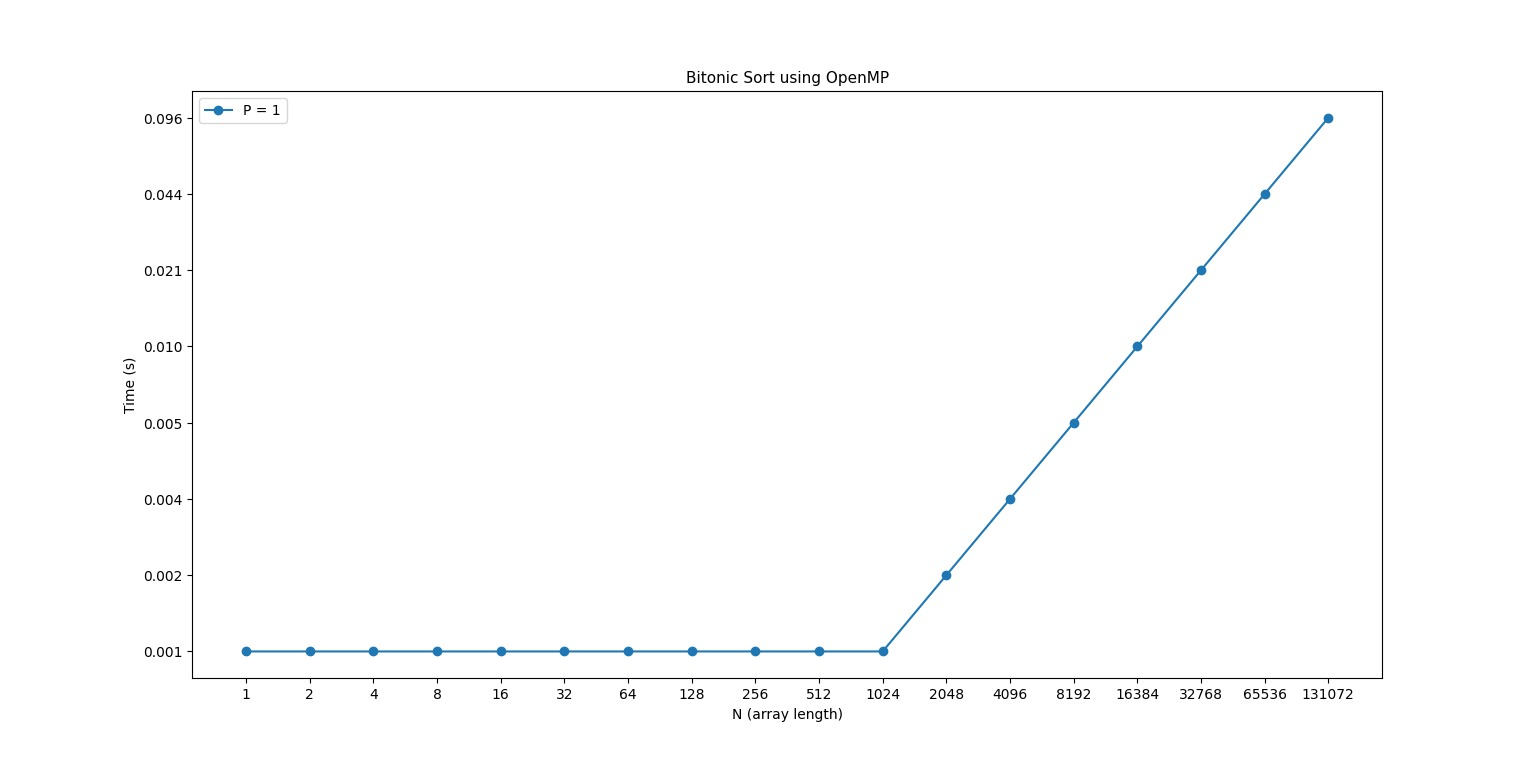 Bitonic Sort using OpenMP
P = 1
0.096
0.044
0.021
0.010
0.005
0.004
0.002
0.001
Time (s)
1 2 4 8 16 32 64 128 256 512 1024 2048 4096 8192 16384 32768 65536 131072
N (array length)